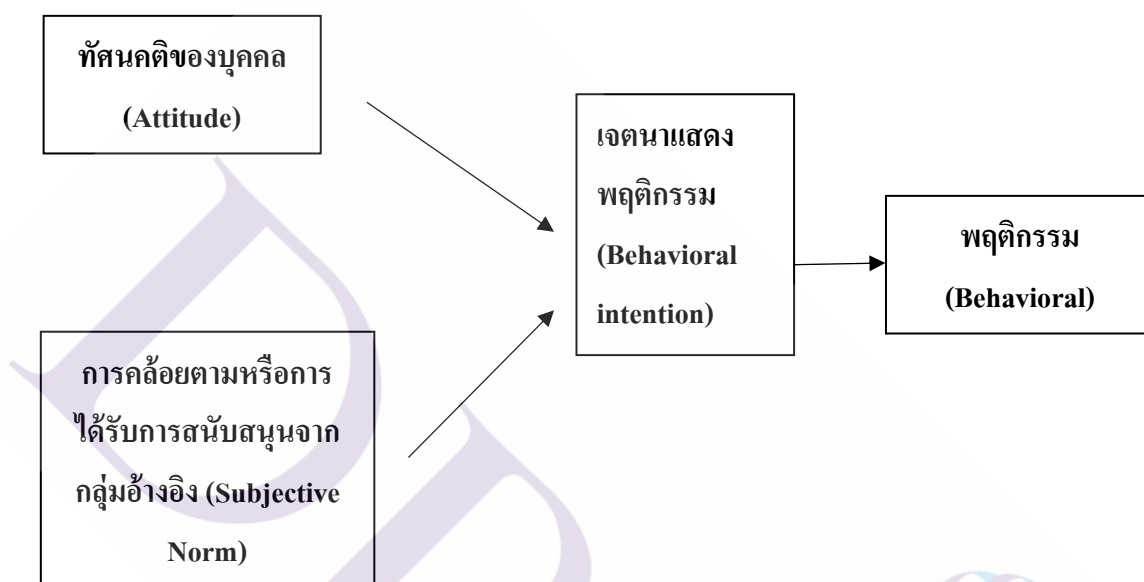 ทัศนคติของบุคคล
(Attitude)
การคล้อยตามหรือการ
ได้รับการสนับสนุนจาก
กลุ่มอ้างอิง (Subjective
Norm)
เจตนาแสดง
พฤติกรรม
(Behavioral
intention)
พฤติกรรม
(Behavioral)